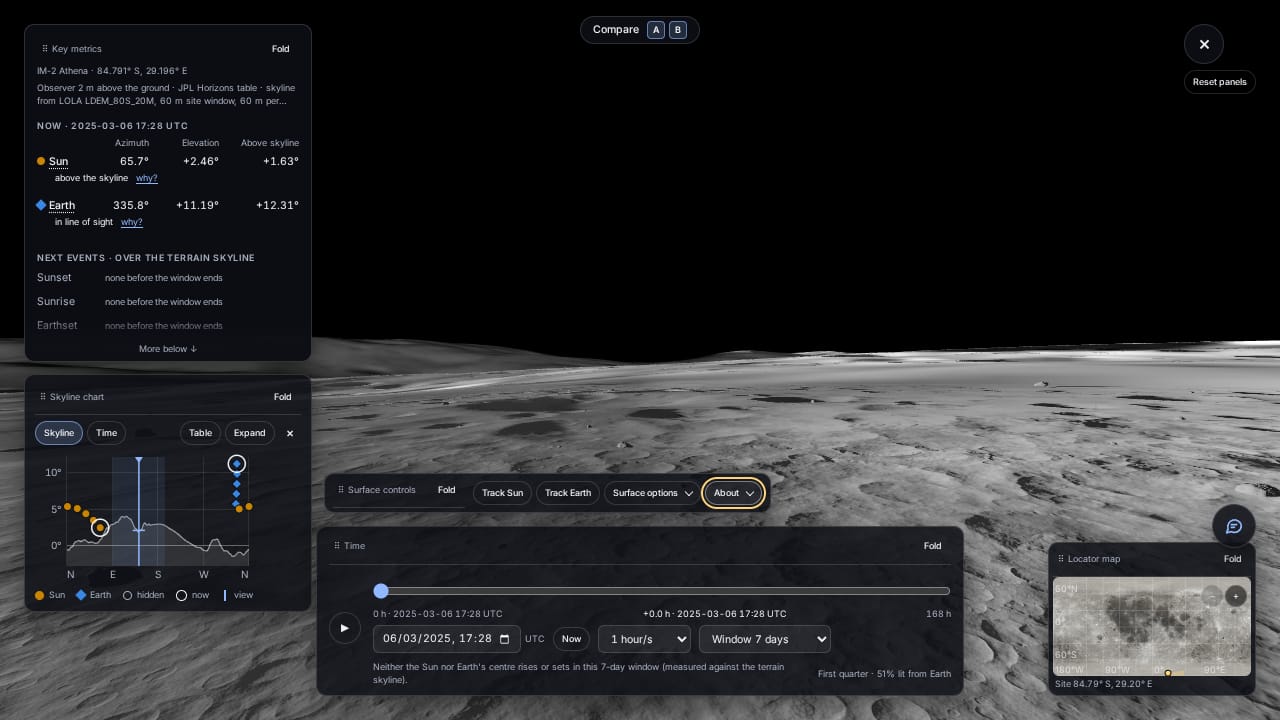 Compare A B
Reset panels
Key metrics Fold
IM-2 Athena · 84.791° S, 29.196° E
Observer 2 m above the ground · JPL Horizons table · skyline
from LOLA LDEM_80S_20M, 60 m site window, 60 m per...
NOW · 2025-03-06 17:28 UTC
Azimuth Elevation Above skyline
Sun 65.7° +2.46° +1.63°
above the skyline why?
Earth 335.8° +11.19° +12.31°
in line of sight why?
NEXT EVENTS · OVER THE TERRAIN SKYLINE
Sunset none before the window ends
Sunrise none before the window ends
Earthset none before the window ends
More below ↓
Skyline chart Fold
Skyline Time Table Expand ×
10°
5°
0°
N E S W N
Sun Earth hidden now view
Surface controls Fold Track Sun Track Earth Surface options About
Time Fold
0 h · 2025-03-06 17:28 UTC +0.0 h · 2025-03-06 17:28 UTC 168 h
06/03/2025, 17:28 UTC Now 1 hour/s Window 7 days
Neither the Sun nor Earth's centre rises or sets in this 7-day window (measured against the terrain
skyline).
First quarter · 51% lit from Earth
Locator map Fold
60°N
0°
60°S
180°W 90°W 0° 90°E
Site 84.79° S, 29.20° E